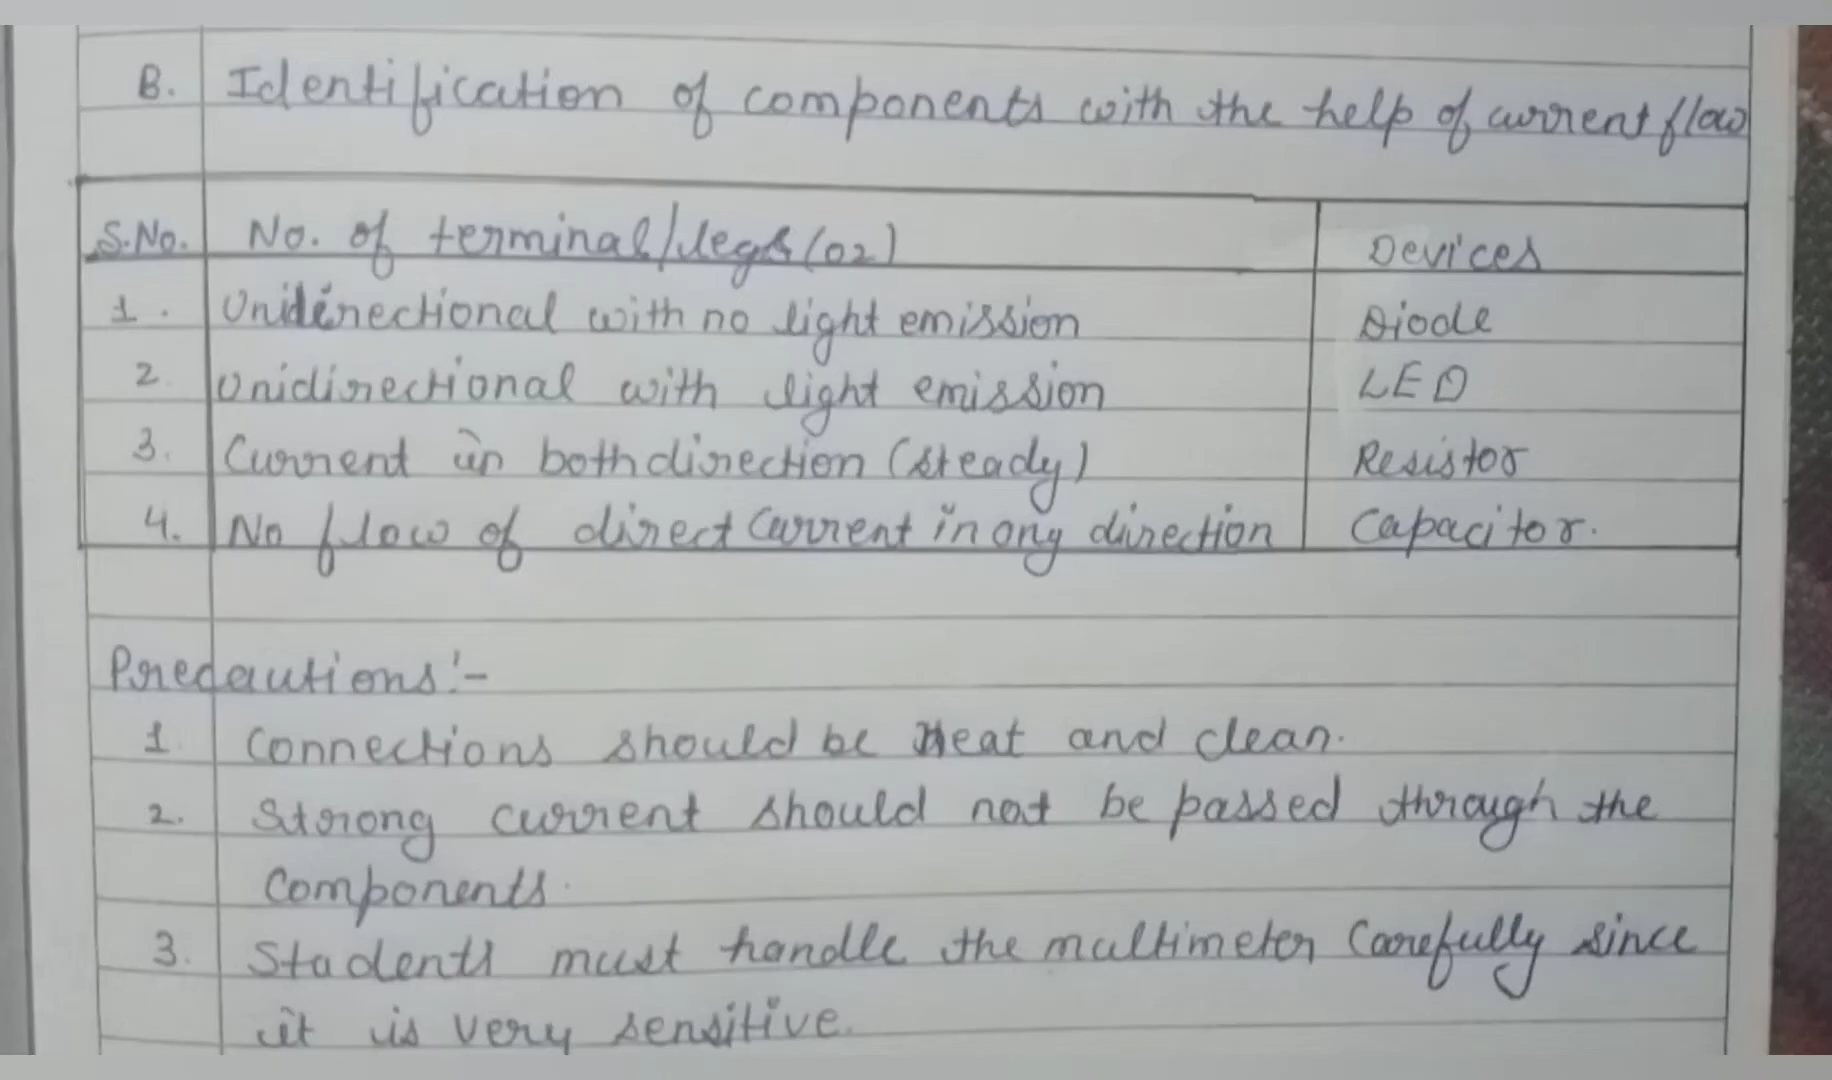 B. Identification of components with the help of current flow
S.No. No. of terminal/legs (02) Devices
1. Unidirectional with no light emission Diode
2. Unidirectional with light emission LED
3. Current in both direction (steady) Resistor
4. No flow of direct current in any direction Capacitor.
Precautions:-
1. Connections should be neat and clean.
2. Strong current should not be passed through the
components.
3. Students must handle the multimeter carefully since
it is very sensitive.